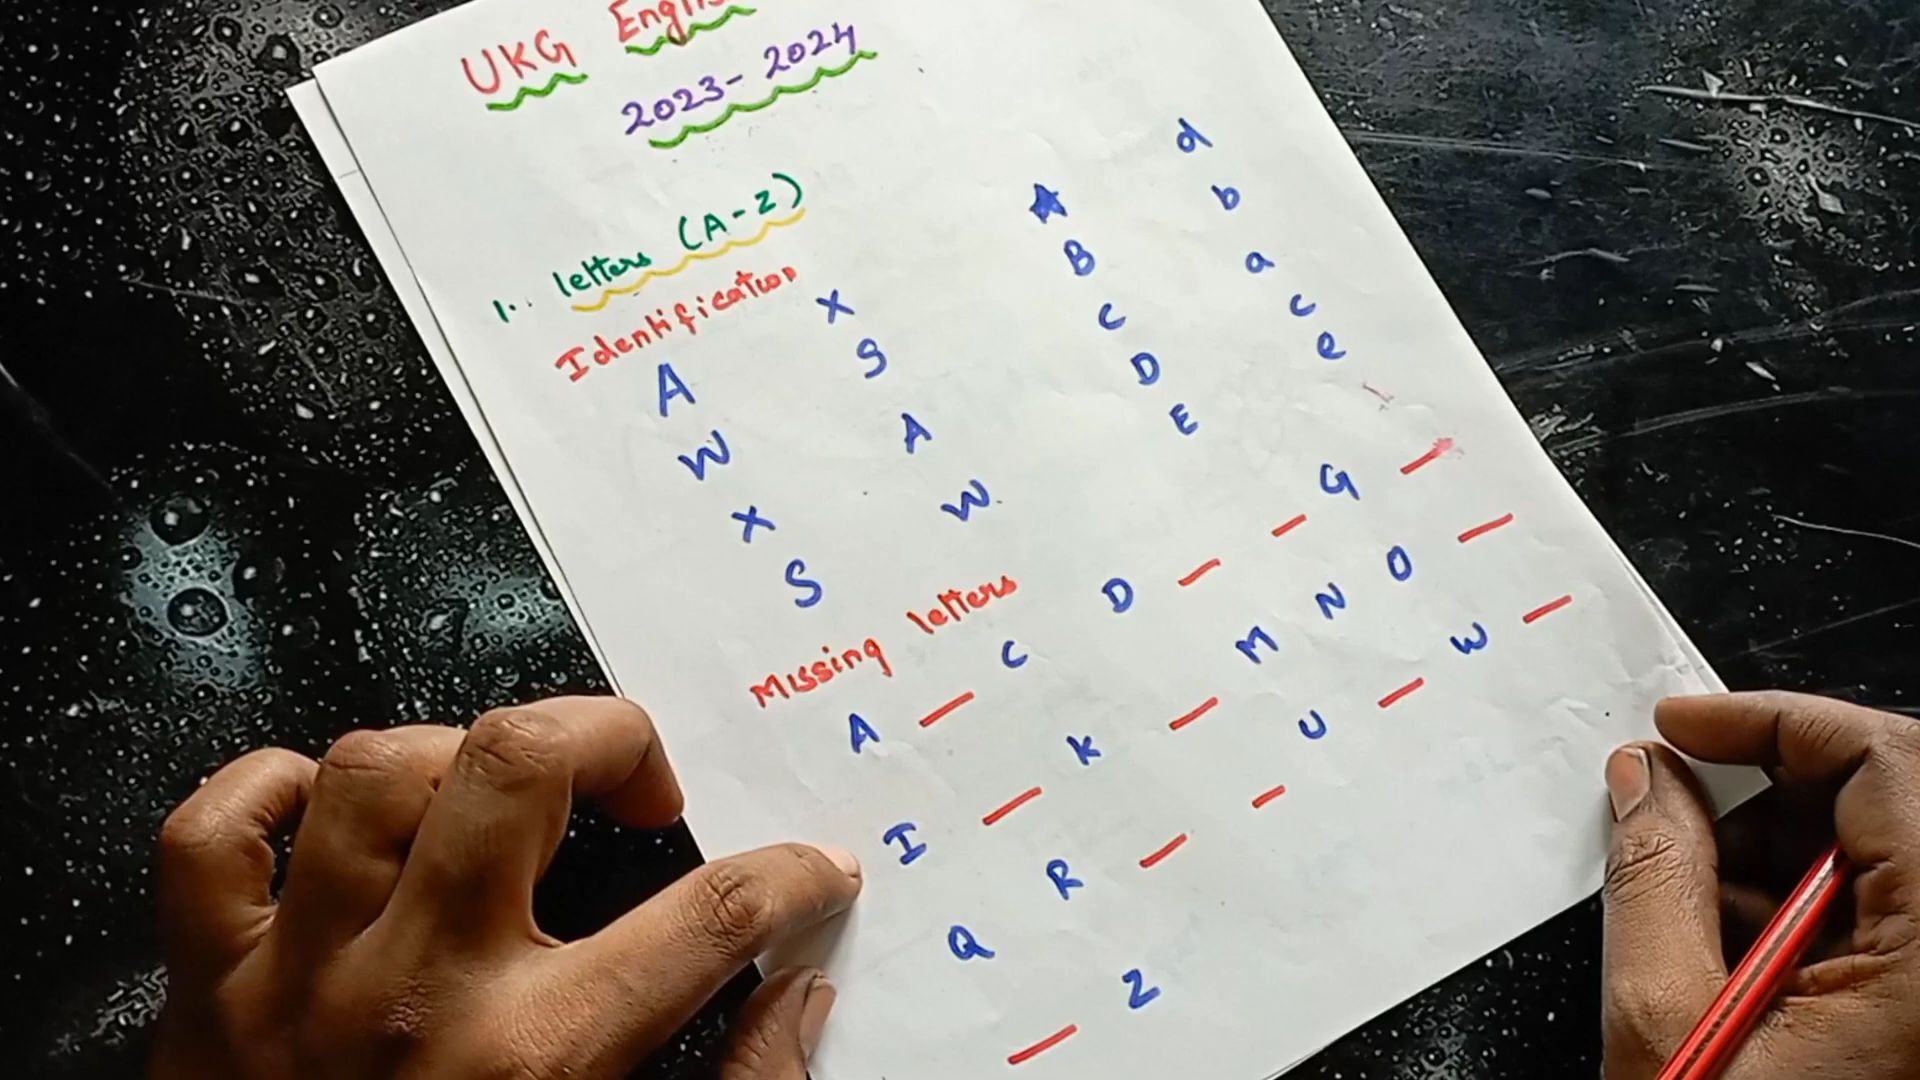 UKG
2023-2024
1. letters (A-Z)
Identification
A X
W S
X A
S W
A d
B b
C a
D c
E e
Missing letters
A _ C D _ _ G _
I _ K _ M N O _
Q R _ _ U _ W _
_ Z